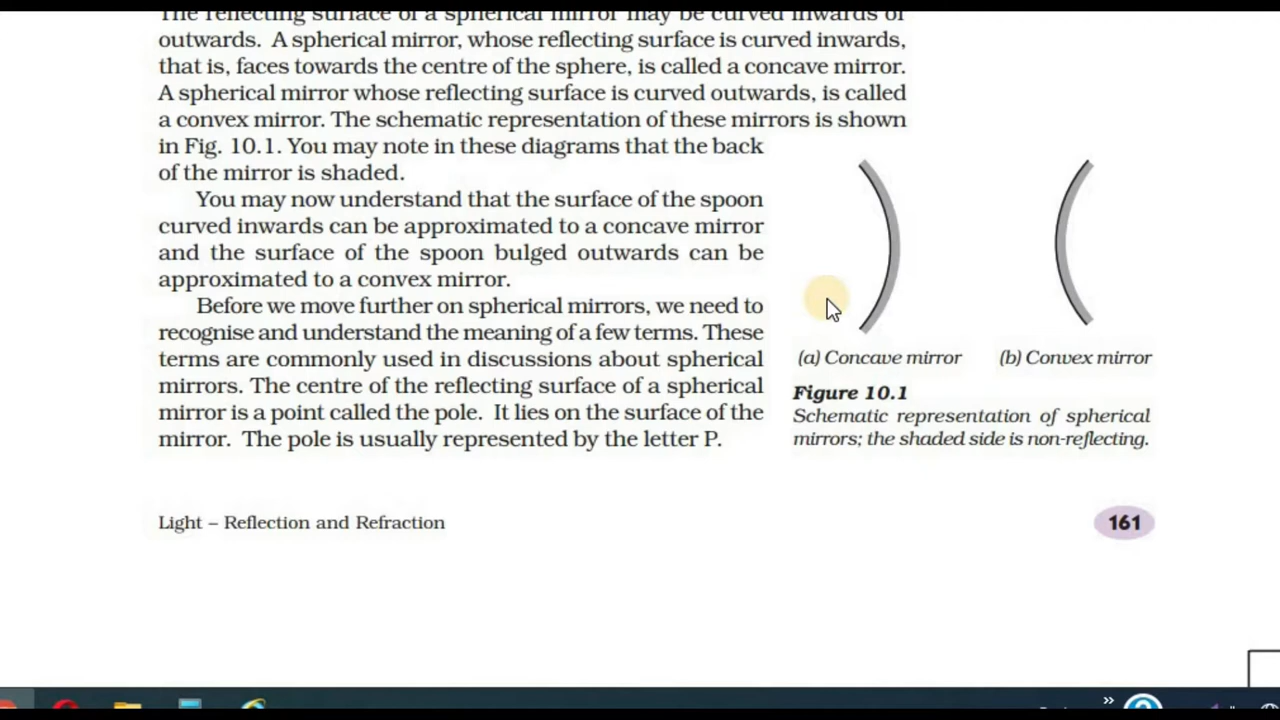 The reflecting surface of a spherical mirror may be curved inwards or
outwards. A spherical mirror, whose reflecting surface is curved inwards,
that is, faces towards the centre of the sphere, is called a concave mirror.
A spherical mirror whose reflecting surface is curved outwards, is called
a convex mirror. The schematic representation of these mirrors is shown
in Fig. 10.1. You may note in these diagrams that the back
of the mirror is shaded.
You may now understand that the surface of the spoon
curved inwards can be approximated to a concave mirror
and the surface of the spoon bulged outwards can be
approximated to a convex mirror.
Before we move further on spherical mirrors, we need to
recognise and understand the meaning of a few terms. These
terms are commonly used in discussions about spherical
mirrors. The centre of the reflecting surface of a spherical
mirror is a point called the pole. It lies on the surface of the
mirror. The pole is usually represented by the letter P.
(a) Concave mirror
(b) Convex mirror
Figure 10.1
Schematic representation of spherical
mirrors; the shaded side is non-reflecting.
Light – Reflection and Refraction
161